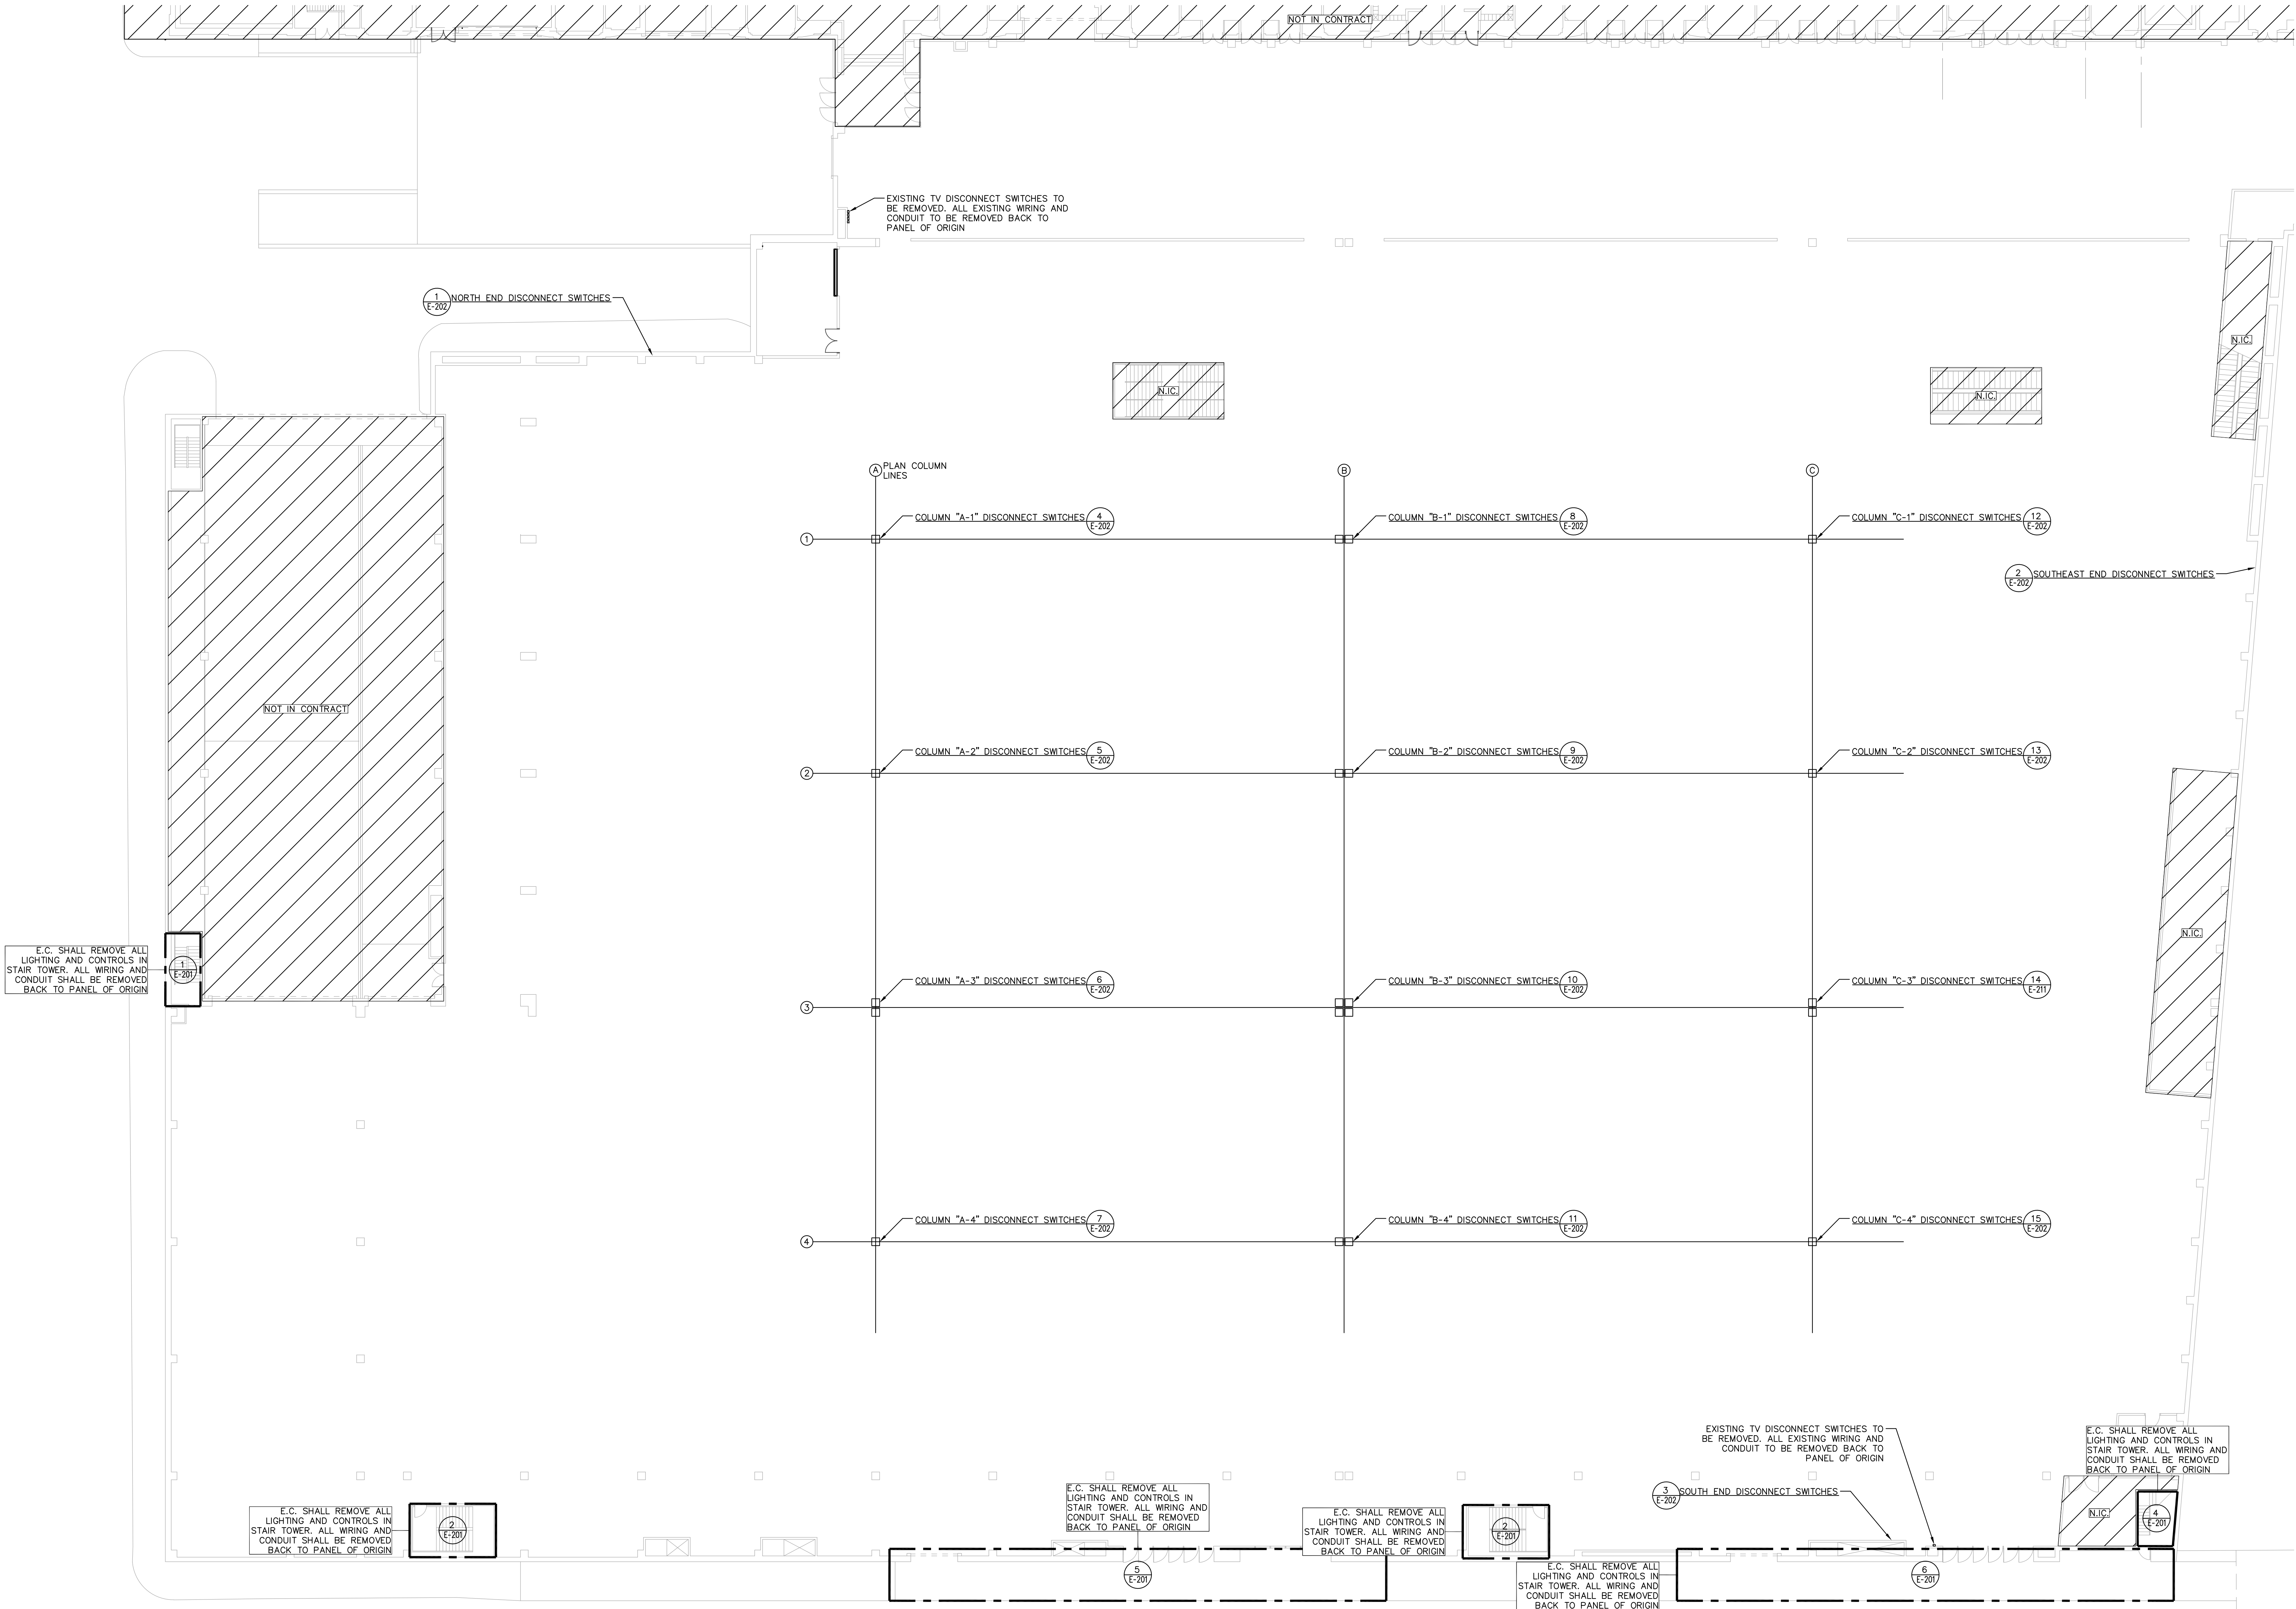 NOT IN CONTRACT
EXISTING TV DISCONNECT SWITCHES TO
BE REMOVED. ALL EXISTING WIRING AND
CONDUIT TO BE REMOVED BACK TO
PANEL OF ORIGIN
1
E-202
NORTH END DISCONNECT SWITCHES
N.IC.
N.IC.
N.IC.
A
PLAN COLUMN
LINES
B
C
COLUMN "A-1" DISCONNECT SWITCHES
4
E-202
COLUMN "B-1" DISCONNECT SWITCHES
8
E-202
COLUMN "C-1" DISCONNECT SWITCHES
12
E-202
1
2
E-202
SOUTHEAST END DISCONNECT SWITCHES
NOT IN CONTRACT
COLUMN "A-2" DISCONNECT SWITCHES
5
E-202
COLUMN "B-2" DISCONNECT SWITCHES
9
E-202
COLUMN "C-2" DISCONNECT SWITCHES
13
E-202
2
N.IC.
E.C. SHALL REMOVE ALL
LIGHTING AND CONTROLS IN
STAIR TOWER. ALL WIRING AND
CONDUIT SHALL BE REMOVED
BACK TO PANEL OF ORIGIN
1
E-201
COLUMN "A-3" DISCONNECT SWITCHES
6
E-202
COLUMN "B-3" DISCONNECT SWITCHES
10
E-202
COLUMN "C-3" DISCONNECT SWITCHES
14
E-211
3
COLUMN "A-4" DISCONNECT SWITCHES
7
E-202
COLUMN "B-4" DISCONNECT SWITCHES
11
E-202
COLUMN "C-4" DISCONNECT SWITCHES
15
E-202
4
EXISTING TV DISCONNECT SWITCHES TO
BE REMOVED. ALL EXISTING WIRING AND
CONDUIT TO BE REMOVED BACK TO
PANEL OF ORIGIN
E.C. SHALL REMOVE ALL
LIGHTING AND CONTROLS IN
STAIR TOWER. ALL WIRING AND
CONDUIT SHALL BE REMOVED
BACK TO PANEL OF ORIGIN
3
E-202
SOUTH END DISCONNECT SWITCHES
E.C. SHALL REMOVE ALL
LIGHTING AND CONTROLS IN
STAIR TOWER. ALL WIRING AND
CONDUIT SHALL BE REMOVED
BACK TO PANEL OF ORIGIN
E.C. SHALL REMOVE ALL
LIGHTING AND CONTROLS IN
STAIR TOWER. ALL WIRING AND
CONDUIT SHALL BE REMOVED
BACK TO PANEL OF ORIGIN
2
E-201
E.C. SHALL REMOVE ALL
LIGHTING AND CONTROLS IN
STAIR TOWER. ALL WIRING AND
CONDUIT SHALL BE REMOVED
BACK TO PANEL OF ORIGIN
2
E-201
N.IC.
4
E-201
5
E-201
E.C. SHALL REMOVE ALL
LIGHTING AND CONTROLS IN
STAIR TOWER. ALL WIRING AND
CONDUIT SHALL BE REMOVED
BACK TO PANEL OF ORIGIN
6
E-201